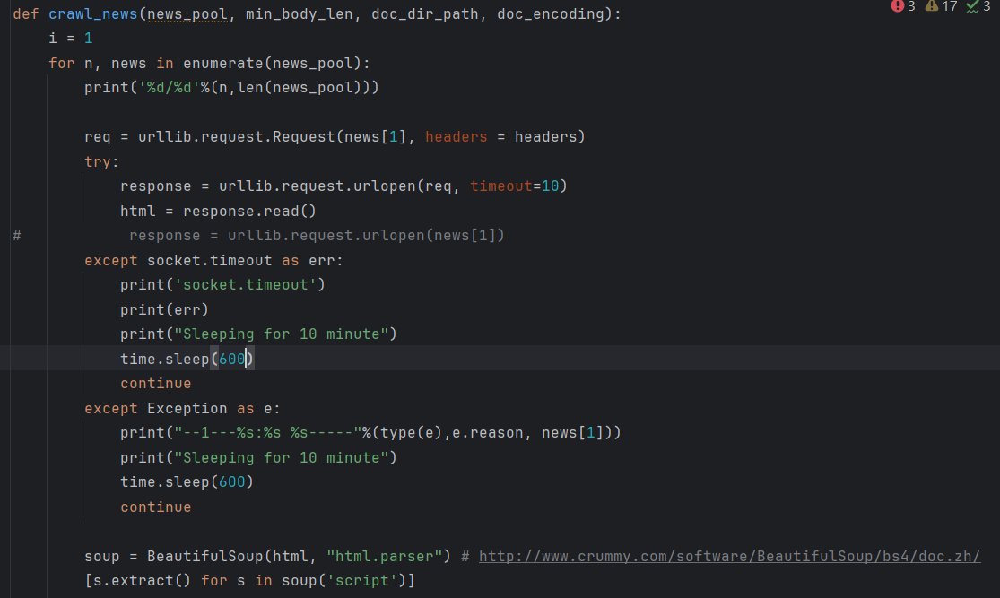 def crawl_news(news_pool, min_body_len, doc_dir_path, doc_encoding):
3 17 3
    i = 1
    for n, news in enumerate(news_pool):
        print('%d/%d'%(n,len(news_pool)))

        req = urllib.request.Request(news[1], headers = headers)
        try:
            response = urllib.request.urlopen(req, timeout=10)
            html = response.read()
#            response = urllib.request.urlopen(news[1])
        except socket.timeout as err:
            print('socket.timeout')
            print(err)
            print("Sleeping for 10 minute")
            time.sleep(600)
            continue
        except Exception as e:
            print("--1---%s:%s %s-----"%(type(e),e.reason, news[1]))
            print("Sleeping for 10 minute")
            time.sleep(600)
            continue

        soup = BeautifulSoup(html, "html.parser") # http://www.crummy.com/software/BeautifulSoup/bs4/doc.zh/
        [s.extract() for s in soup('script')]